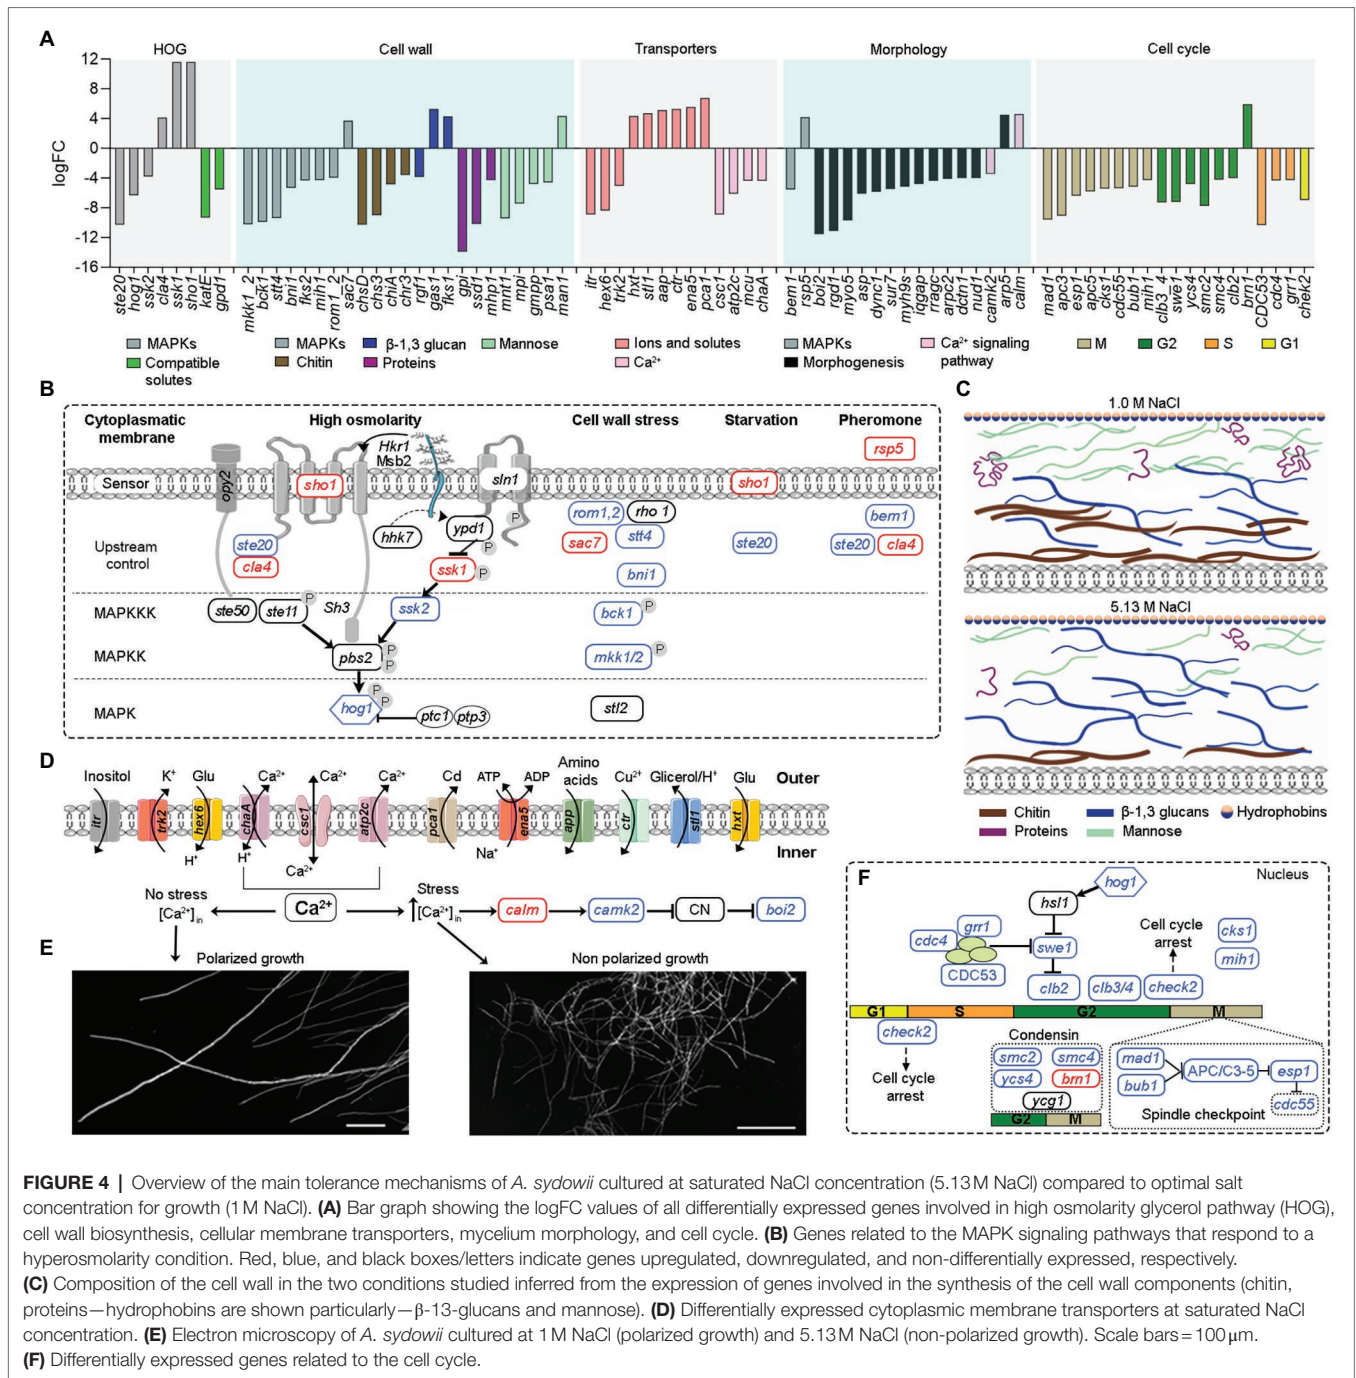 A
HOG
Cell wall
Transporters
Morphology
Cell cycle
logFC
12
8
4
0
-4
-8
-12
-16
ste20
hog1
ssk2
cla4
ssk1
sho1
katE
gpd1
mkk1_2
bck1
stt4
bni1
fks2
mih1
rom1_2
sac7
chsD
chs3
chiA
chr3
rgf1
gas1
fks1
gpi
ssd1
mhp1
mnt1
mpi
gmpp
psa1
man1
itr
hex6
trk2
hxt
stl1
aap
ctr
ena5
pca1
csc1
atp2c
mcu
chaA
bem1
rsp5
boi2
rgd1
myo5
asp
dync1
sur7
myh9s
iqgap
rragc
arpc2
dctn1
nud1
camk2
arp5
calm
mad1
apc3
esp1
apc5
cks1
cdc55
bub1
mih1
clb3_4
swe1
ycs4
smc2
smc4
clb2
brn1
CDC53
cdc4
grr1
chek2
MAPKs
Compatible
solutes
MAPKs
Chitin
β-1,3 glucan
Proteins
Mannose
Ions and solutes
Ca²⁺
MAPKs
Morphogenesis
Ca²⁺ signaling
pathway
M
G2
S
G1
B
Cytoplasmatic
membrane
High osmolarity
Cell wall stress
Starvation
Pheromone
Hkr1
Msb2
rsp5
Sensor
opy2
sho1
sln1
sho1
P
rom1,2
rho 1
bem1
hhk7
ypd1
P
Upstream
control
ste20
cla4
sac7
stt4
ste20
ste20
cla4
ssk1
P
bni1
MAPKKK
ste50
ste11
P
Sh3
ssk2
bck1
P
MAPKK
pbs2
P
P
mkk1/2
P
MAPK
P
P
hog1
ptc1
ptp3
stl2
C
1.0 M NaCl
5.13 M NaCl
Chitin
β-1,3 glucans
Hydrophobins
Proteins
Mannose
D
Inositol
K⁺
Glu
Ca²⁺
Ca²⁺
Ca²⁺
Cd
ATP
ADP
Amino
acids
Cu²⁺
Glicerol/H⁺
Glu
Outer
itr
trk2
hex6
chaA
csc1
atp2c
pca1
ena5
app
ctr
stl1
hxt
H⁺
H⁺
Ca²⁺
Na⁺
Inner
No stress
[Ca²⁺]in
Ca²⁺
Stress
[Ca²⁺]in
calm
camk2
CN
boi2
E
Polarized growth
Non polarized growth
F
Nucleus
hog1
hsl1
grr1
cdc4
CDC53
swe1
Cell cycle
arrest
cks1
mih1
clb2
clb3/4
check2
G1
S
G2
M
check2
Cell cycle
arrest
Condensin
smc2
smc4
ycs4
brn1
ycg1
G2
M
mad1
bub1
APC/C3-5
esp1
cdc55
Spindle checkpoint
FIGURE 4 | Overview of the main tolerance mechanisms of A. sydowii cultured at saturated NaCl concentration (5.13 M NaCl) compared to optimal salt
concentration for growth (1 M NaCl). (A) Bar graph showing the logFC values of all differentially expressed genes involved in high osmolarity glycerol pathway (HOG),
cell wall biosynthesis, cellular membrane transporters, mycelium morphology, and cell cycle. (B) Genes related to the MAPK signaling pathways that respond to a
hyperosmolarity condition. Red, blue, and black boxes/letters indicate genes upregulated, downregulated, and non-differentially expressed, respectively.
(C) Composition of the cell wall in the two conditions studied inferred from the expression of genes involved in the synthesis of the cell wall components (chitin,
proteins—hydrophobins are shown particularly—β-13-glucans and mannose). (D) Differentially expressed cytoplasmic membrane transporters at saturated NaCl
concentration. (E) Electron microscopy of A. sydowii cultured at 1 M NaCl (polarized growth) and 5.13 M NaCl (non-polarized growth). Scale bars = 100 μm.
(F) Differentially expressed genes related to the cell cycle.